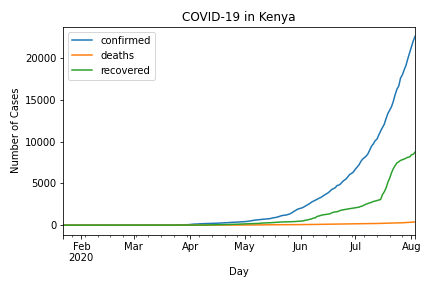 COVID-19 in Kenya
confirmed
deaths
recovered
Number of Cases
20000
15000
10000
5000
0
Feb Mar Apr May Jun Jul Aug
2020
Day